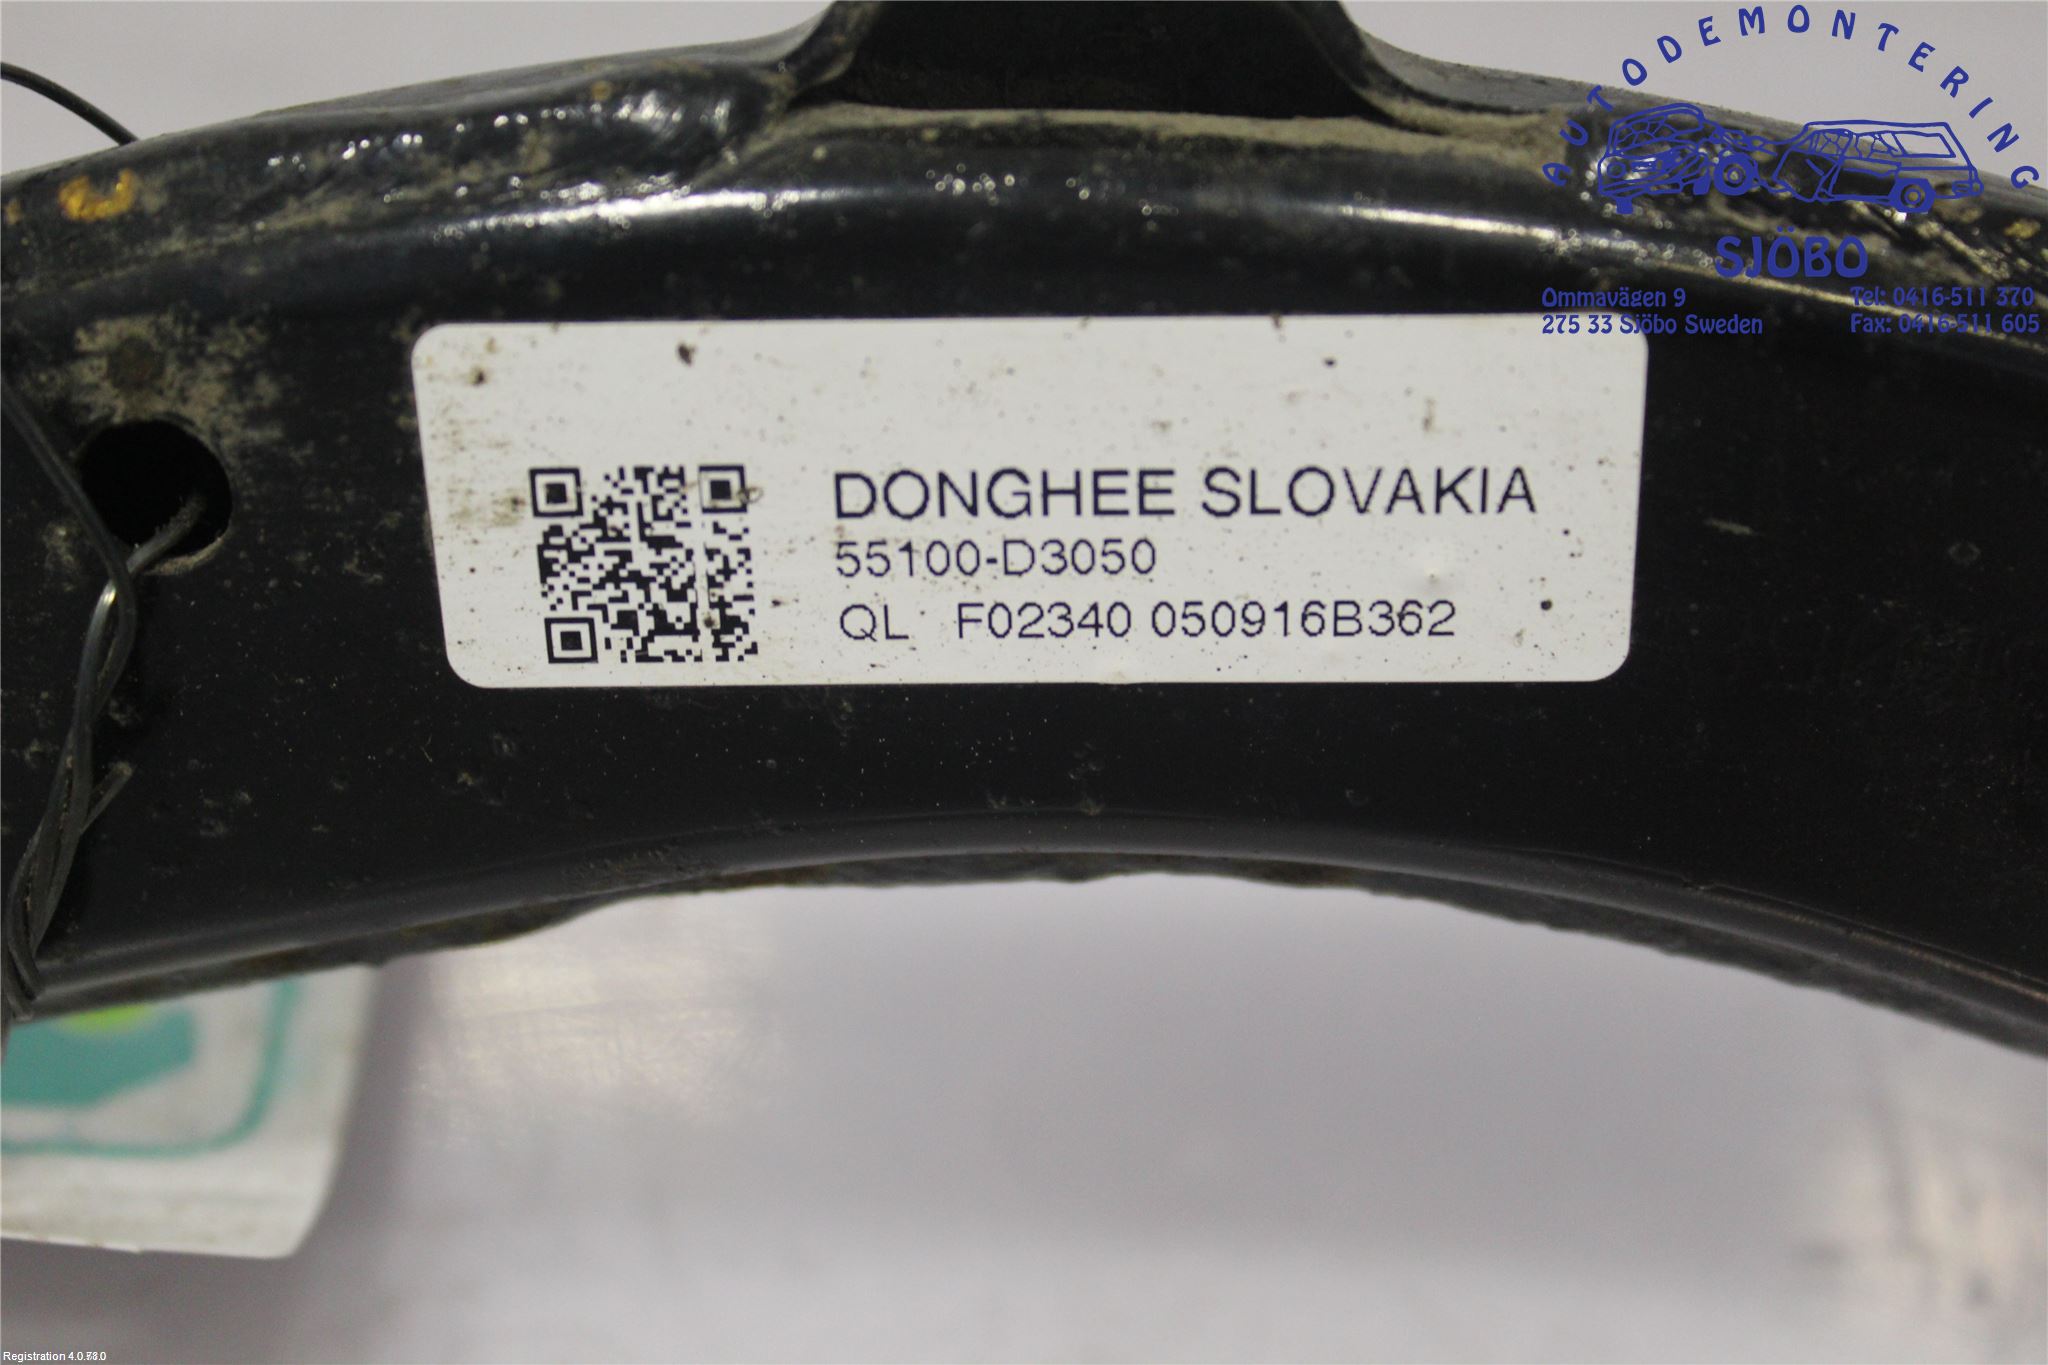 AUTODEMONTERING
SJÖBO
Ommavägen 9
275 33 Sjöbo Sweden
Tel: 0416-511 370
Fax: 0416-511 605
DONGHEE SLOVAKIA
55100-D3050
QL F02340 050916B362
Registration